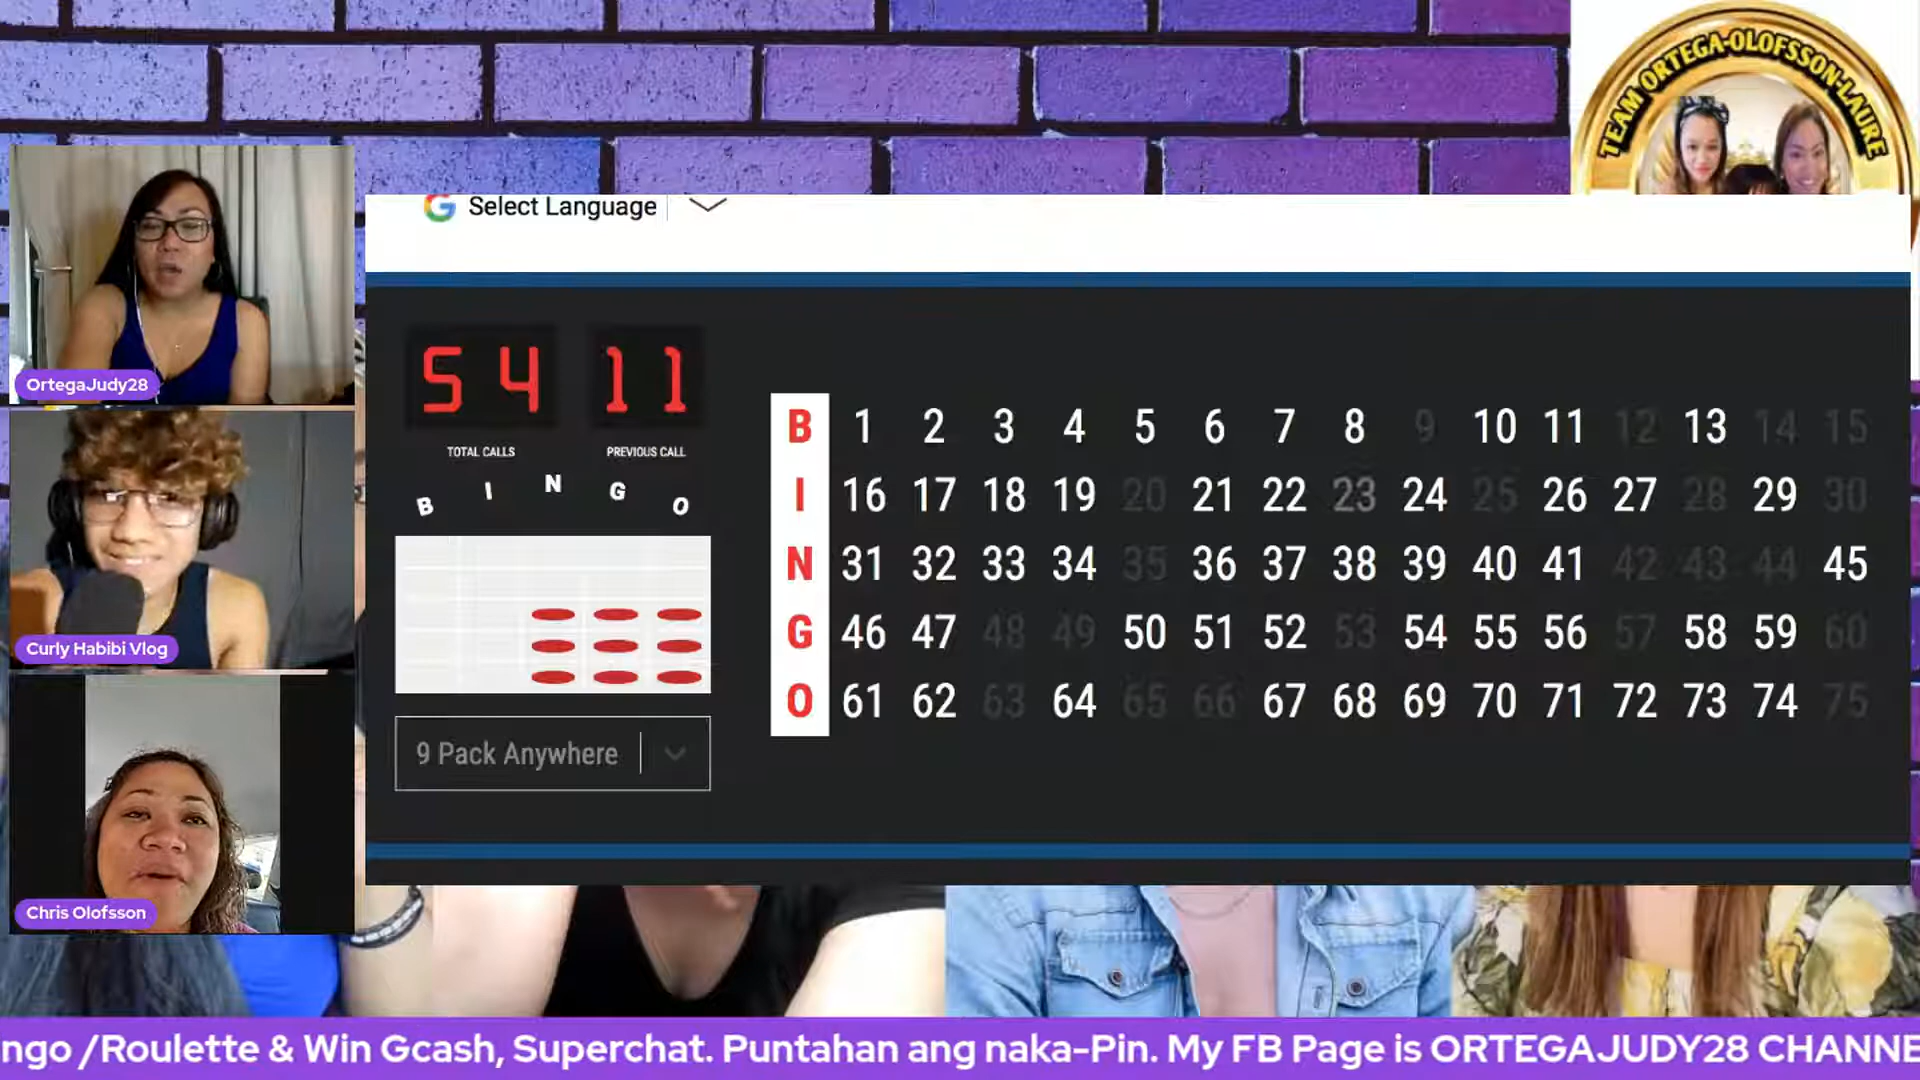 TEAM ORTEGA-OLOFSSON-LAURE
Select Language
OrtegaJudy28
54 11
TOTAL CALLS PREVIOUS CALL
B I N G O
B 1 2 3 4 5 6 7 8 9 10 11 12 13 14 15
I 16 17 18 19 20 21 22 23 24 25 26 27 28 29 30
N 31 32 33 34 35 36 37 38 39 40 41 42 43 44 45
G 46 47 48 49 50 51 52 53 54 55 56 57 58 59 60
O 61 62 63 64 65 66 67 68 69 70 71 72 73 74 75
9 Pack Anywhere
Curly Habibi Vlog
Chris Olofsson
ngo /Roulette & Win Gcash, Superchat. Puntahan ang naka-Pin. My FB Page is ORTEGAJUDY28 CHANNE